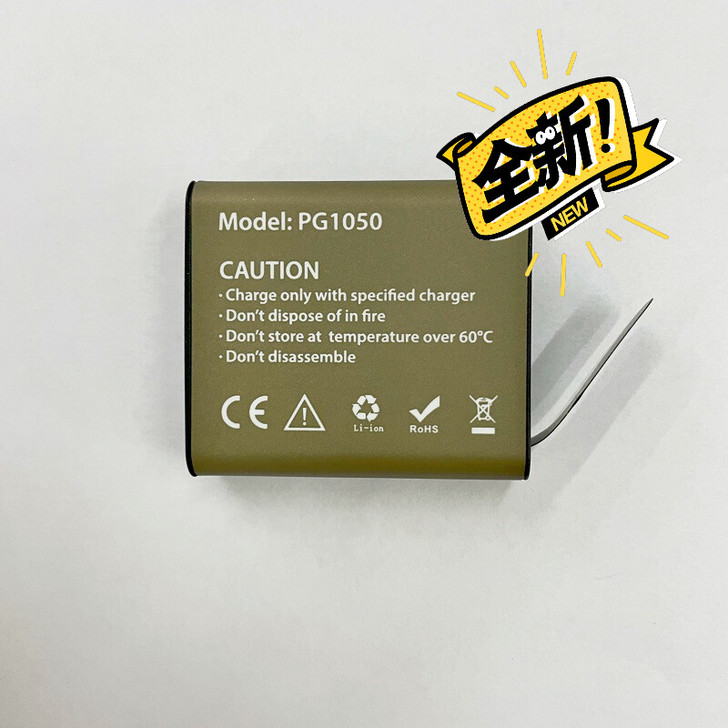 全新!
NEW
Model: PG1050
CAUTION
· Charge only with specified charger
· Don't dispose of in fire
· Don't store at temperature over 60°C
· Don't disassemble
CE
Li-ion
RoHS